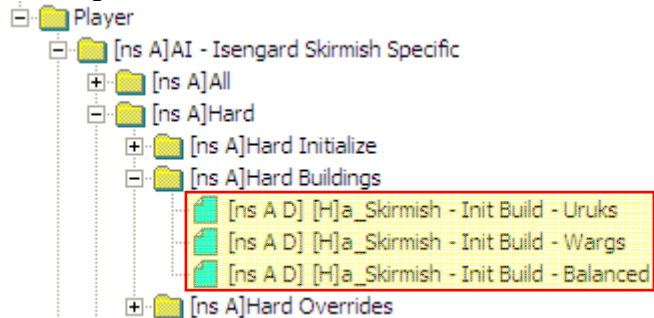 Player
[ns A]AI - Isengard Skirmish Specific
[ns A]All
[ns A]Hard
[ns A]Hard Initialize
[ns A]Hard Buildings
[ns A D] [H]a_Skirmish - Init Build - Uruks
[ns A D] [H]a_Skirmish - Init Build - Wargs
[ns A D] [H]a_Skirmish - Init Build - Balanced
[ns A]Hard Overrides